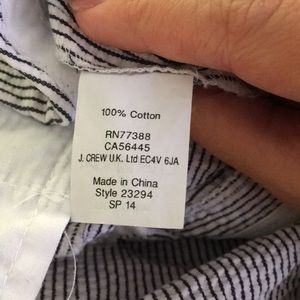 100% Cotton
RN77388
CA56445
J. CREW U.K. Ltd EC4V 6JA
Made in China
Style 23294
SP 14